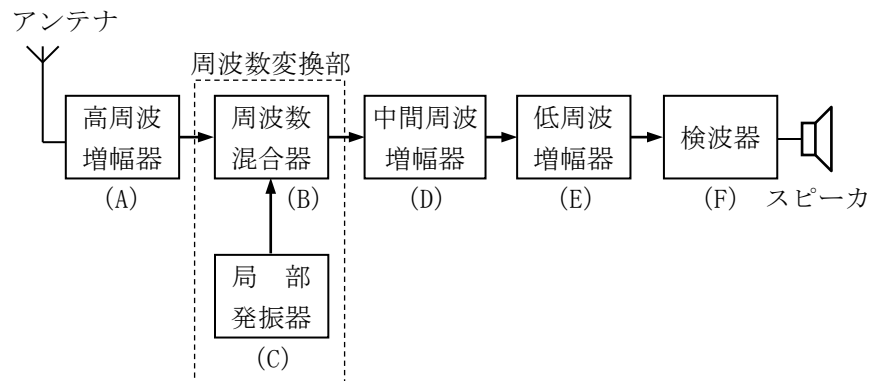 アンテナ
周波数変換部
高周波
増幅器
(A)
周波数
混合器
(B)
中間周波
増幅器
(D)
低周波
増幅器
(E)
検波器
(F)
スピーカ
局　部
発振器
(C)